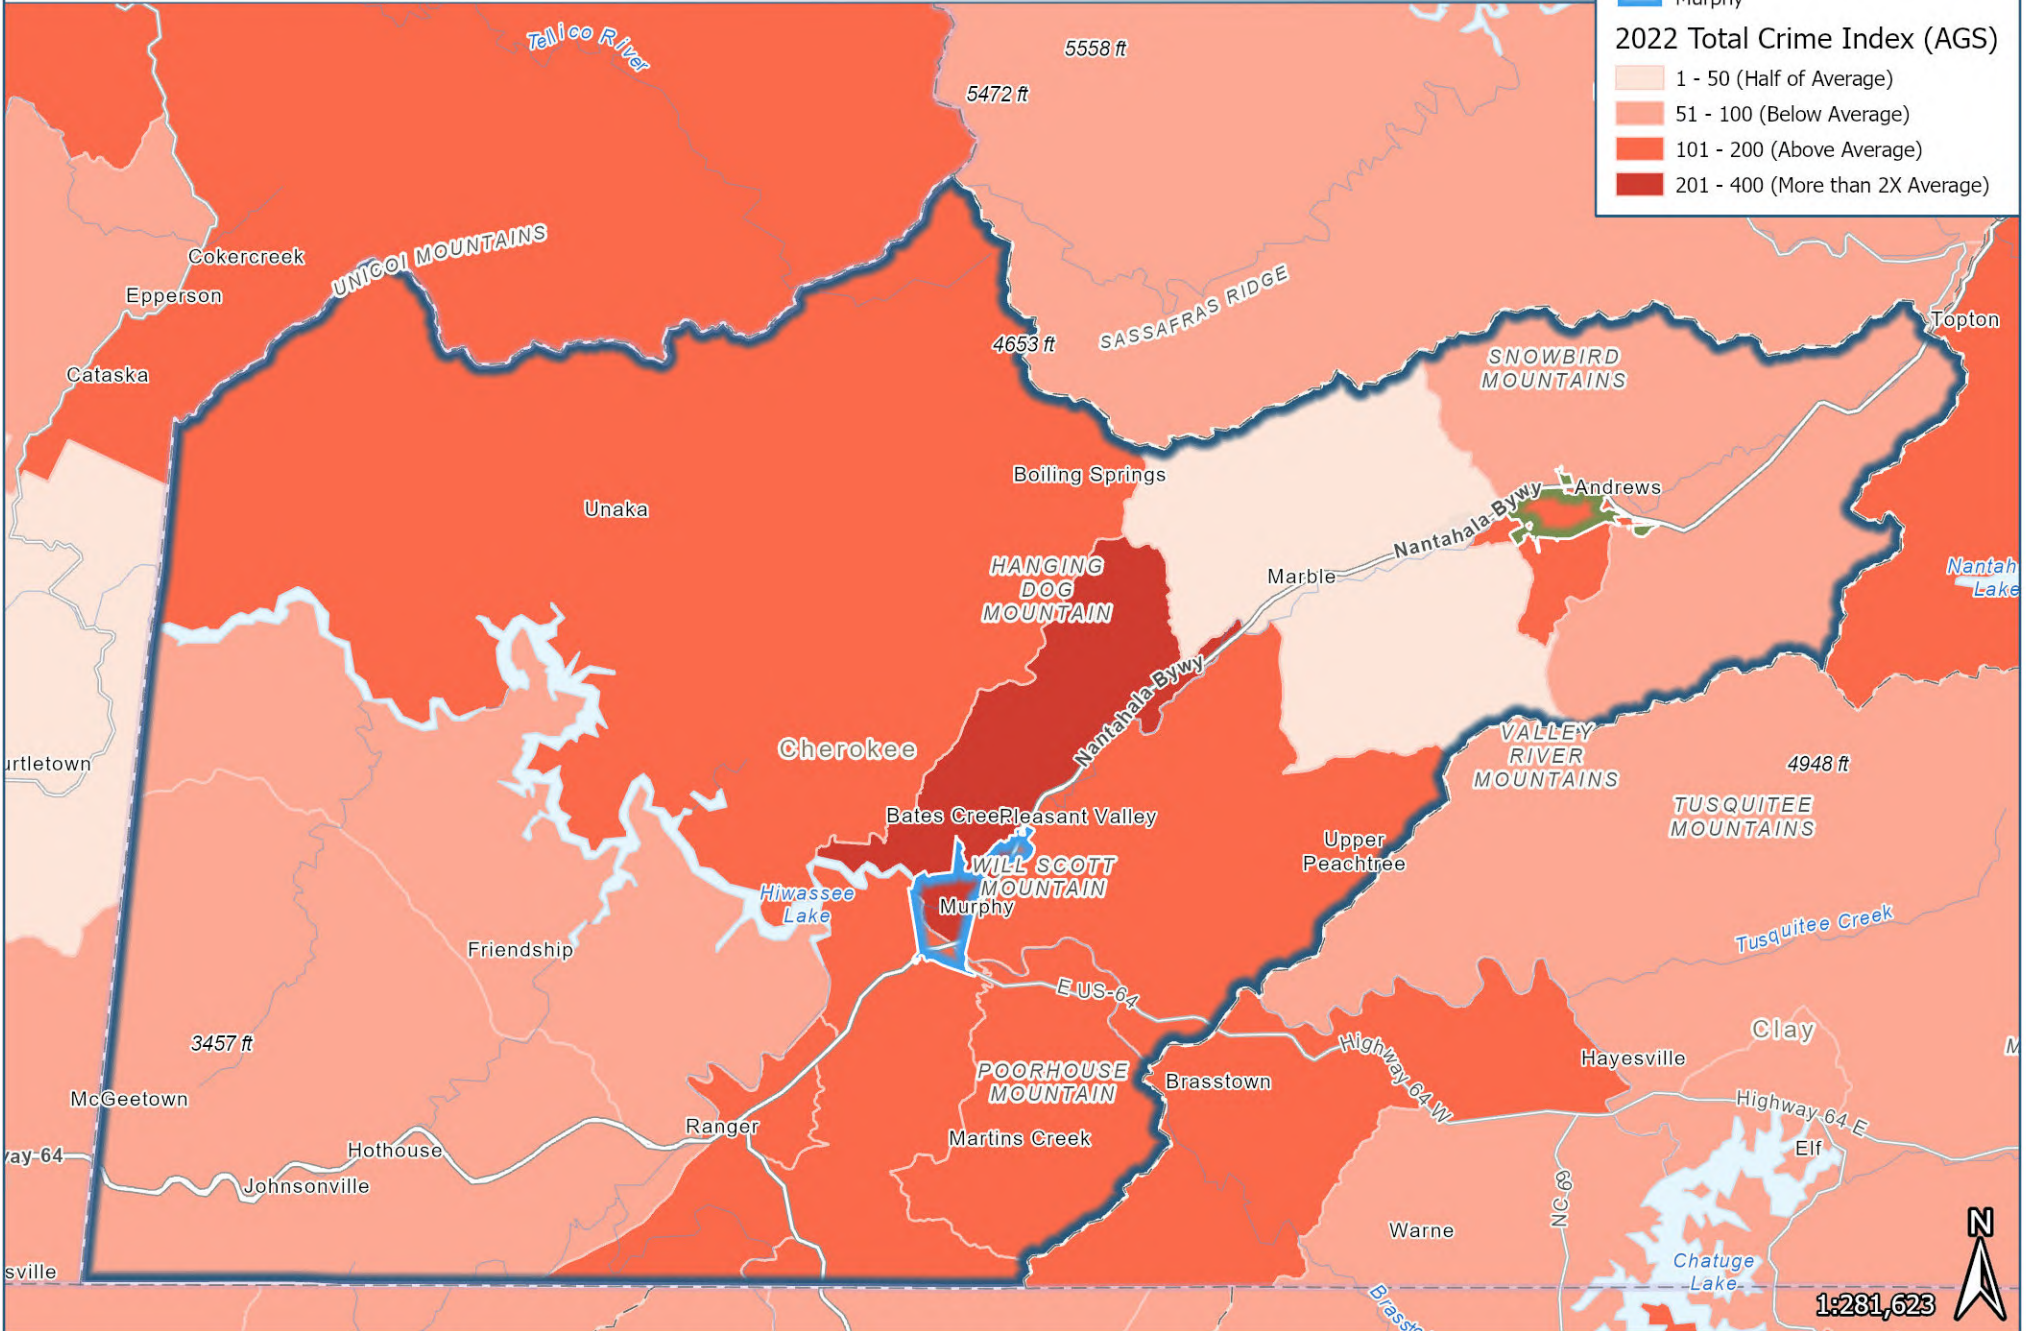 Murphy
2022 Total Crime Index (AGS)
1 - 50 (Half of Average)
51 - 100 (Below Average)
101 - 200 (Above Average)
201 - 400 (More than 2X Average)
Tellico River
5558 ft
5472 ft
Cokercreek
UNICOI MOUNTAINS
Epperson
SASSAFRAS RIDGE
Topton
4653 ft
SNOWBIRD
MOUNTAINS
Cataska
Boiling Springs
Andrews
Unaka
Nantahala Bywy
HANGING
DOG
MOUNTAIN
Marble
Nantah
Lake
Nantahala Bywy
Cherokee
VALLEY
RIVER
MOUNTAINS
urtletown
4948 ft
TUSQUITEE
MOUNTAINS
Bates Cree
Pleasant Valley
Upper
Peachtree
WILL SCOTT
MOUNTAIN
Hiwassee
Lake
Murphy
Tusquitee Creek
Friendship
E US-64
3457 ft
Clay
M
Highway 64 W
Hayesville
POORHOUSE
MOUNTAIN
Brasstown
McGeetown
Highway 64 E
Ranger
Martins Creek
Hothouse
Elf
way 64
Johnsonville
NC 69
Warne
N
Chatuge
Lake
sville
Brassto
1:281,623